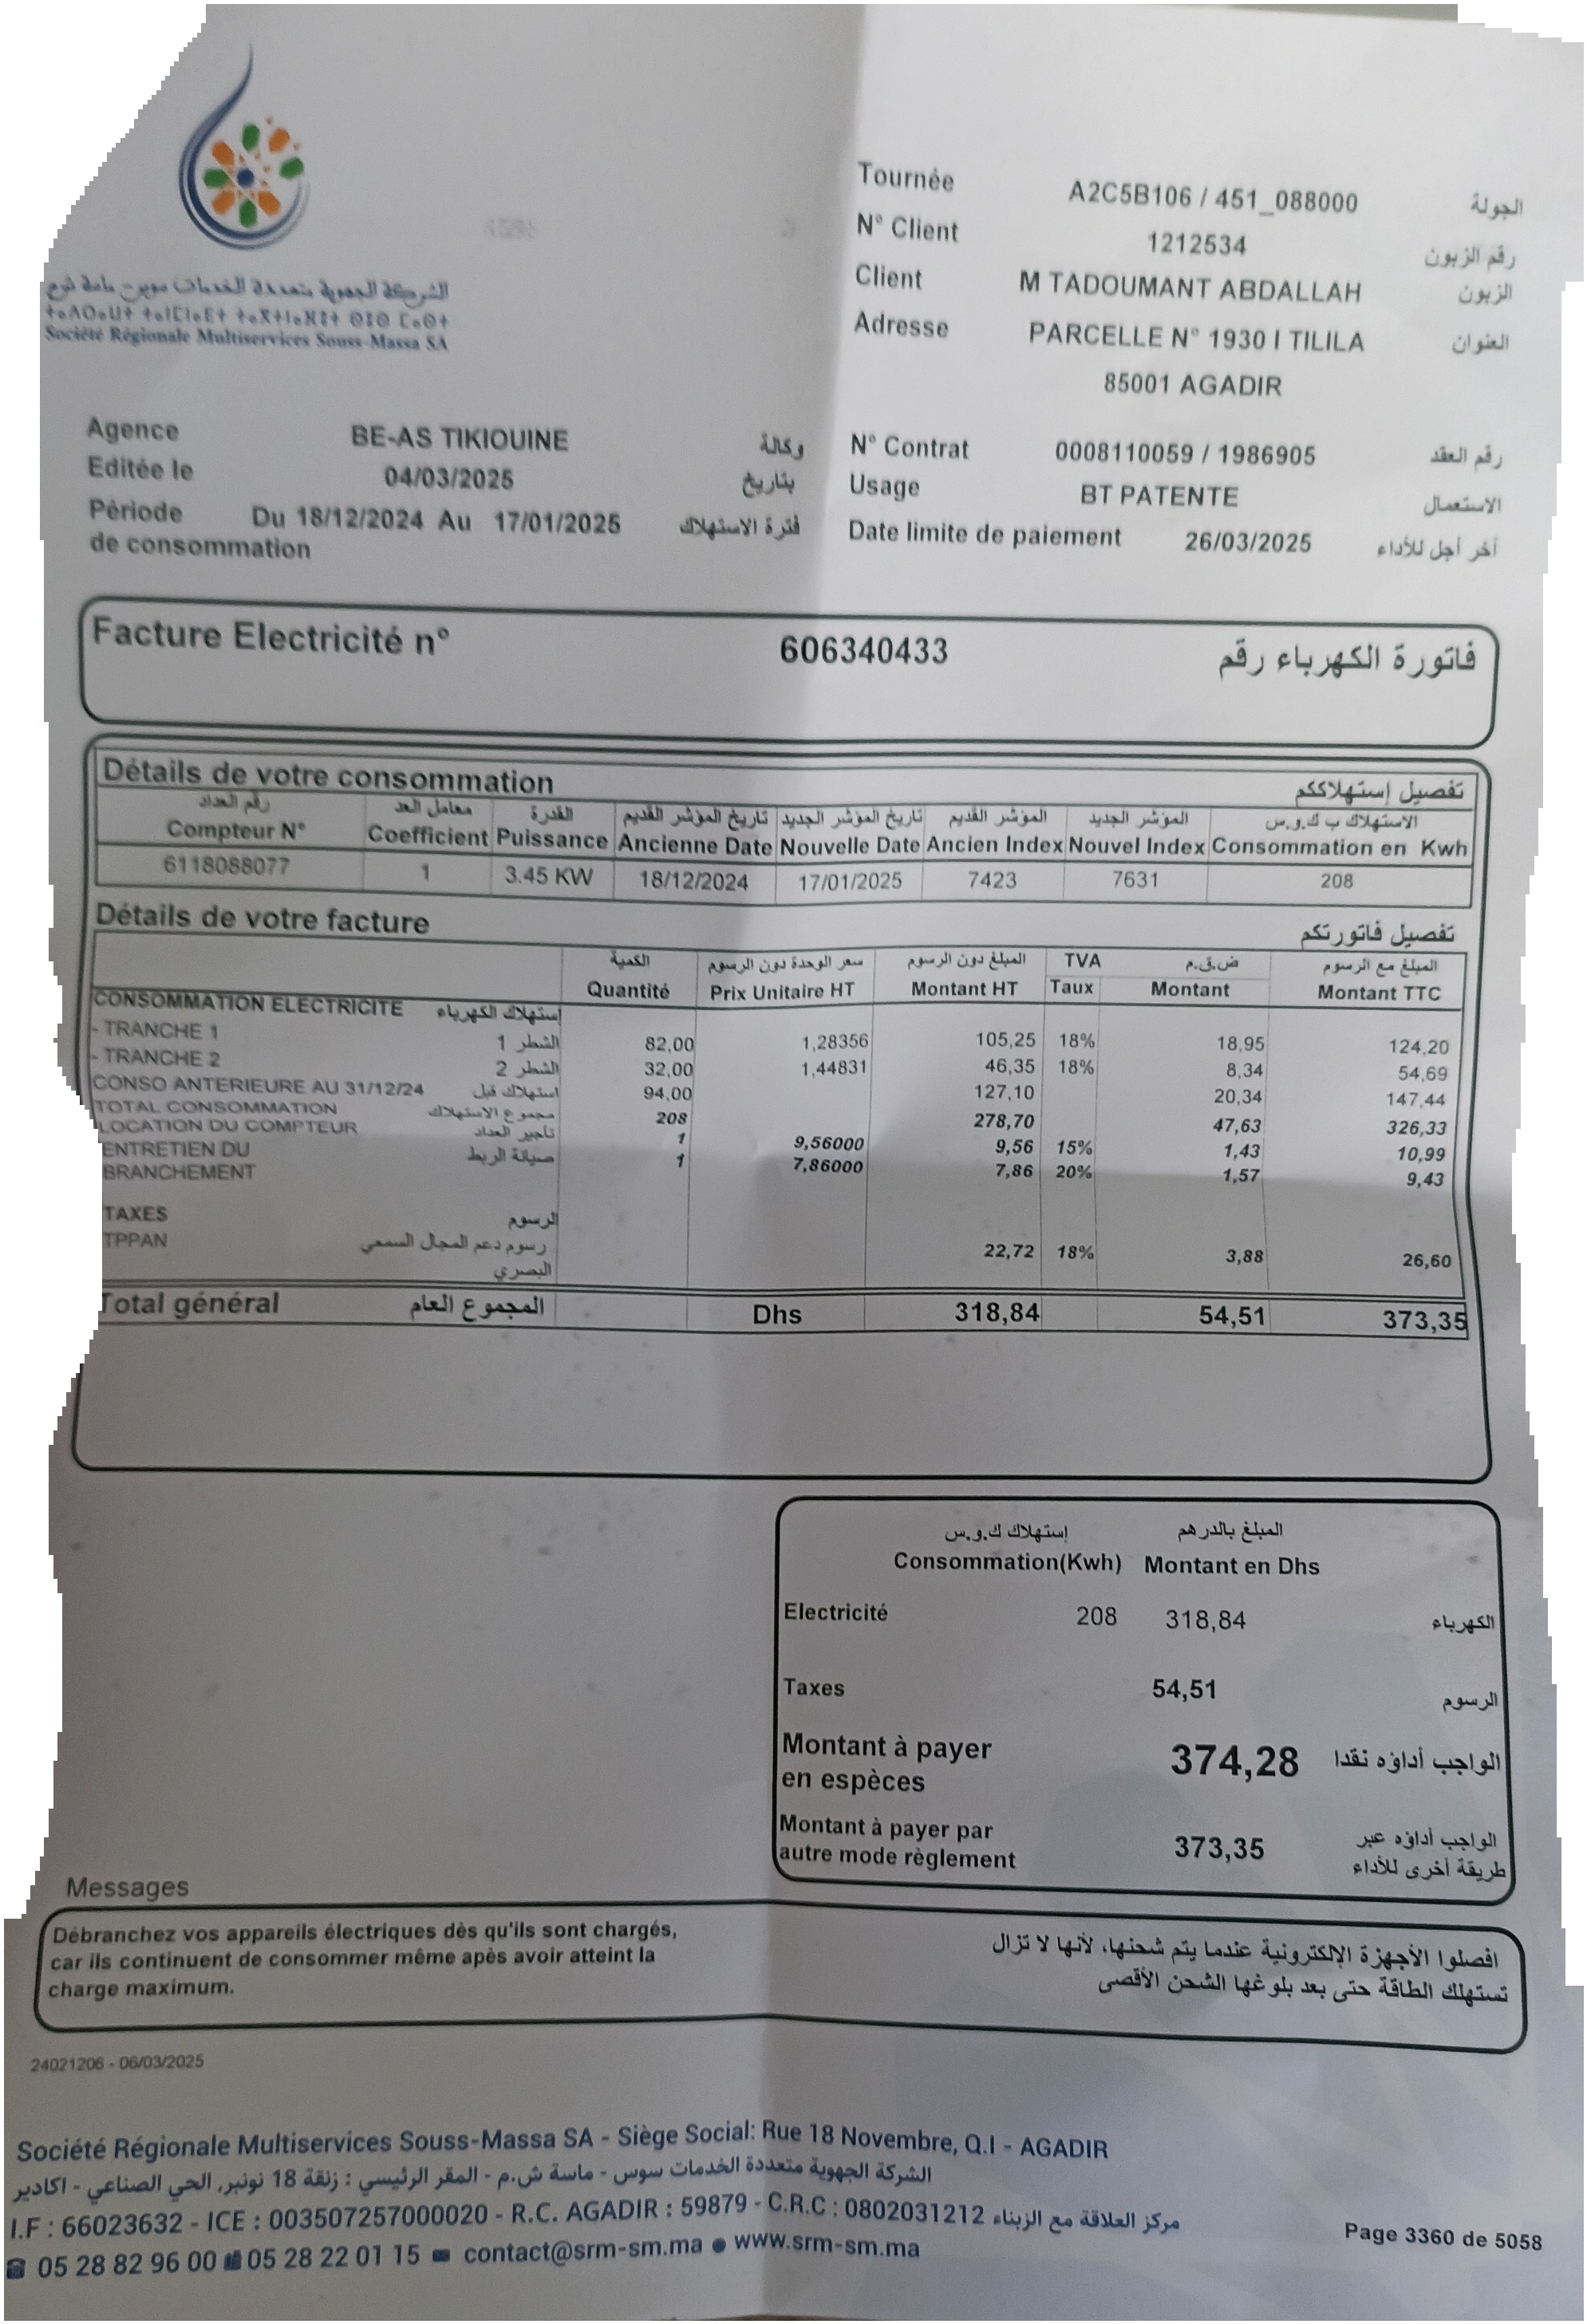 الشركة الجهوية متعددة الخدمات سوس ماسة ش.م
Société Régionale Multiservices Souss-Massa SA
Tournée A2C5B106 / 451_088000 الجولة
N° Client 1212534 رقم الزبون
Client M TADOUMANT ABDALLAH الزبون
Adresse PARCELLE N° 1930 I TILILA العنوان
85001 AGADIR
Agence BE-AS TIKIOUINE وكالة
Editée le 04/03/2025 بتاريخ
Période Du 18/12/2024 Au 17/01/2025 فترة الاستهلاك
de consommation
N° Contrat 0008110059 / 1986905 رقم العقد
Usage BT PATENTE الاستعمال
Date limite de paiement 26/03/2025 أخر أجل للأداء
Facture Electricité n° 606340433 فاتورة الكهرباء رقم
Détails de votre consommation تفصيل إستهلاككم
رقم العداد معامل العد القدرة تاريخ المؤشر القديم تاريخ المؤشر الجديد المؤشر القديم المؤشر الجديد الاستهلاك ب ك.و.س
Compteur N° Coefficient Puissance Ancienne Date Nouvelle Date Ancien Index Nouvel Index Consommation en Kwh
6118088077 1 3.45 KW 18/12/2024 17/01/2025 7423 7631 208
Détails de votre facture تفصيل فاتورتكم
الكمية سعر الوحدة دون الرسوم المبلغ دون الرسوم TVA ض.ق.م المبلغ مع الرسوم
Quantité Prix Unitaire HT Montant HT Taux Montant Montant TTC
CONSOMMATION ELECTRICITE إستهلاك الكهرباء
- TRANCHE 1 الشطر 1 82,00 1,28356 105,25 18% 18,95 124,20
- TRANCHE 2 الشطر 2 32,00 1,44831 46,35 18% 8,34 54,69
CONSO ANTERIEURE AU 31/12/24 استهلاك قبل 94,00 127,10 20,34 147,44
TOTAL CONSOMMATION مجموع الاستهلاك 208 278,70 47,63 326,33
LOCATION DU COMPTEUR تأجير العداد 1 9,56000 9,56 15% 1,43 10,99
ENTRETIEN DU صيانة الربط 1 7,86000 7,86 20% 1,57 9,43
BRANCHEMENT
TAXES الرسوم
TPPAN رسوم دعم المجال السمعي 22,72 18% 3,88 26,60
البصري
Total général المجموع العام Dhs 318,84 54,51 373,35
إستهلاك ك.و.س المبلغ بالدرهم
Consommation(Kwh) Montant en Dhs
Electricité 208 318,84 الكهرباء
Taxes 54,51 الرسوم
Montant à payer 374,28 الواجب أداؤه نقدا
en espèces
Montant à payer par 373,35 الواجب أداؤه عبر
autre mode règlement طريقة أخرى للأداء
Messages
Débranchez vos appareils électriques dès qu'ils sont chargés,
car ils continuent de consommer même apès avoir atteint la
charge maximum.
افصلوا الأجهزة الإلكترونية عندما يتم شحنها، لأنها لا تزال
تستهلك الطاقة حتى بعد بلوغها الشحن الأقصى
24021206 - 06/03/2025
Société Régionale Multiservices Souss-Massa SA - Siège Social: Rue 18 Novembre, Q.I - AGADIR
الشركة الجهوية متعددة الخدمات سوس - ماسة ش.م - المقر الرئيسي : زنقة 18 نونبر, الحي الصناعي - اكادير
I.F : 66023632 - ICE : 003507257000020 - R.C. AGADIR : 59879 - C.R.C : 0802031212 مركز العلاقة مع الزبناء
05 28 82 96 00 05 28 22 01 15 contact@srm-sm.ma ● www.srm-sm.ma
Page 3360 de 5058